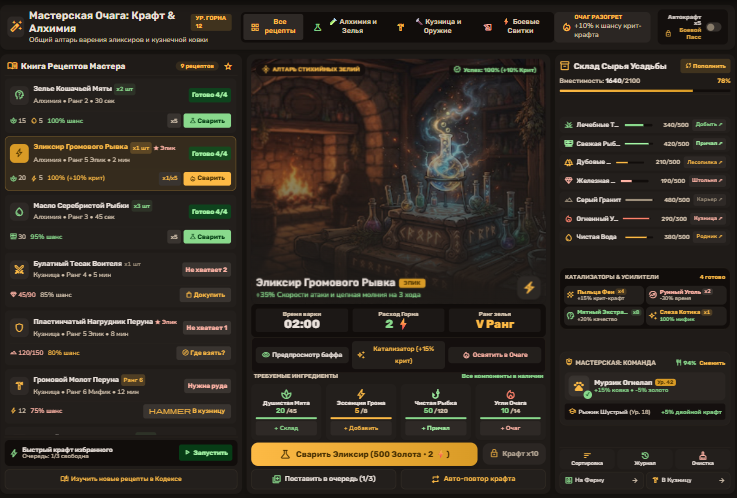 Мастерская Очага: Крафт &
Алхимия
Общий алтарь варения эликсиров и кузнечной ковки
УР. ГОРНА
12
Все
рецепты
Алхимия и
Зелья
Кузница и
Оружие
Боевые
Свитки
ОЧАГ РАЗОГРЕТ
+10% к шансу крит-
крафта
Автокрафт
x5
Боевой
Пасс
Книга Рецептов Мастера
9 рецептов
Зелье Кошачьей Мяты x2 шт
Алхимия • Ранг 2 • 30 сек
Готово 4/4
15 5 100% шанс
x5
Сварить
Эликсир Громового Рывка x1 шт ★ Эпик
Алхимия • Ранг 5 Эпик • 2 мин
Готово 4/4
20 5 100% (+10% крит)
x1/x5
Сварить
Масло Серебристой Рыбки x3 шт
Алхимия • Ранг 3 • 45 сек
Готово 4/4
30 95% шанс
x5
Сварить
Булатный Тесак Воителя x1 шт
Кузница • Ранг 4 • 5 мин
Не хватает 2
45/90 85% шанс
Докупить
Пластинчатый Нагрудник Перуна ★ Эпик
Кузница • Ранг 5 Эпик • 8 мин
Не хватает 1
120/150 80% шанс
Где взять?
Громовой Молот Перуна Ранг 6
Кузница • Ранг 6 Мифик • 12 мин
Нужна руда
12 75% шанс
HAMMER В кузницу
Быстрый крафт избранного
Очередь: 1/3 свободна
Запустить
Изучить новые рецепты в Кодексе
АЛТАРЬ СТИХИЙНЫХ ЗЕЛИЙ
Успех: 100% (+10% Крит)
Эликсир Громового Рывка ЭПИК
+35% Скорости атаки и цепная молния на 3 хода
Время варки
02:00
Расход Горна
2
Ранг зелья
V Ранг
Предпросмотр баффа
Катализатор (+15%
крит)
Освятить в Очаге
ТРЕБУЕМЫЕ ИНГРЕДИЕНТЫ
Все компоненты в наличии
Душистая Мята
20 /45
+ Склад
Эссенция Грома
5 /8
+ Добавить
Чистая Вода
50 /120
+ Причал
Угли Очага
10 /14
+ Очаг
Сварить Эликсир (500 Золота • 2 )
Крафт x10
Поставить в очередь (1/3)
Авто-повтор крафта
Склад Сырья Усадьбы
Пополнить
Вместимость: 1640/2100
78%
Лечебные Т...
340/500
Добыть ↗
Свежая Рыб...
420/500
Причал ↗
Дубовые ...
210/500
Лесопилка ↗
Железная ...
190/500
Штольня ↗
Серый Гранит
480/500
Карьер ↗
Огненный У...
290/500
Кузница ↗
Чистая Вода
380/500
Родник ↗
КАТАЛИЗАТОРЫ & УСИЛИТЕЛИ
4 готово
Пыльца Фей x4
+15% крит-крафт
Рунный Уголь x2
-30% время
Мятный Экстра... x8
+20% качество
Слеза Котика x1
100% мифик
МАСТЕРСКАЯ: КОМАНДА
94%
Сменить
Мурзик Огнелап Ур. 42
+15% ковки • -5% золото
Рыжик Шустрый (Ур. 18)
+5% двойной крафт
Сортировка
Журнал
Очистка
На Ферму →
В Кузницу →